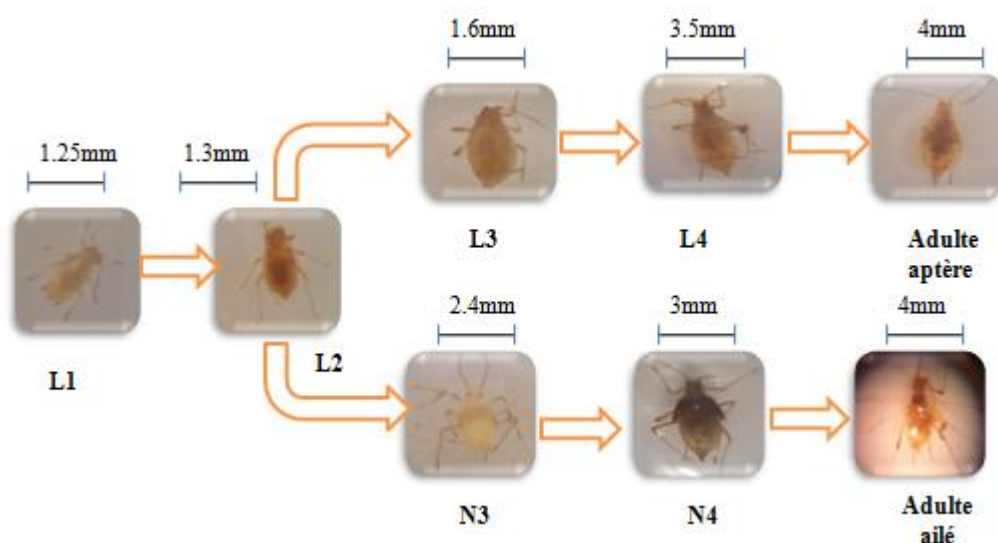 1.6mm
3.5mm
4mm
1.25mm
1.3mm
L3
L4
Adulte
aptère
L1
L2
2.4mm
3mm
4mm
N3
N4
Adulte
ailé